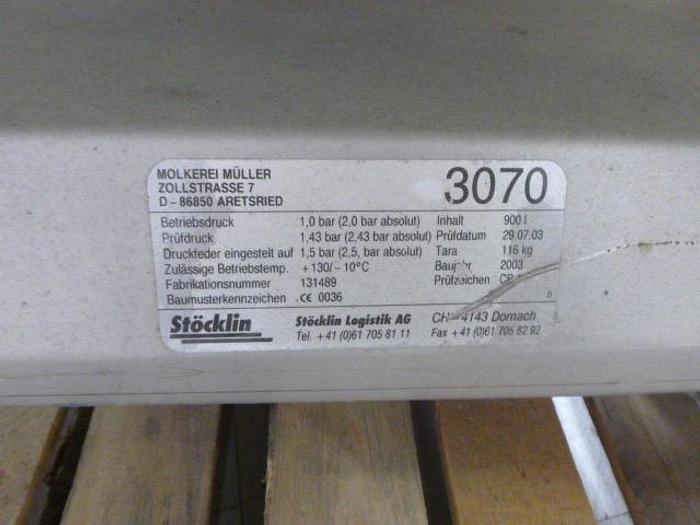 MOLKEREI MÜLLER
ZOLLSTRASSE 7
D - 86850 ARETSRIED
3070
Betriebsdruck 1,0 bar (2,0 bar absolut) Inhalt 900 l
Prüfdruck 1,43 bar (2,43 bar absolut) Prüfdatum 29.07.03
Druckfeder eingestelt auf 1,5 bar (2,5, bar absolut) Tara 116 kg
Zulässige Betriebstemp. +130/-10°C 2003
Fabrikationsnummer 131489 Prüfzeichen
Baumusterkennzeichen CE 0036
Stöcklin Stöcklin Logistik AG CH-4143 Dornach
Tel. +41 (0)61 705 81 11 Fax +41 (0)61 705 82 92